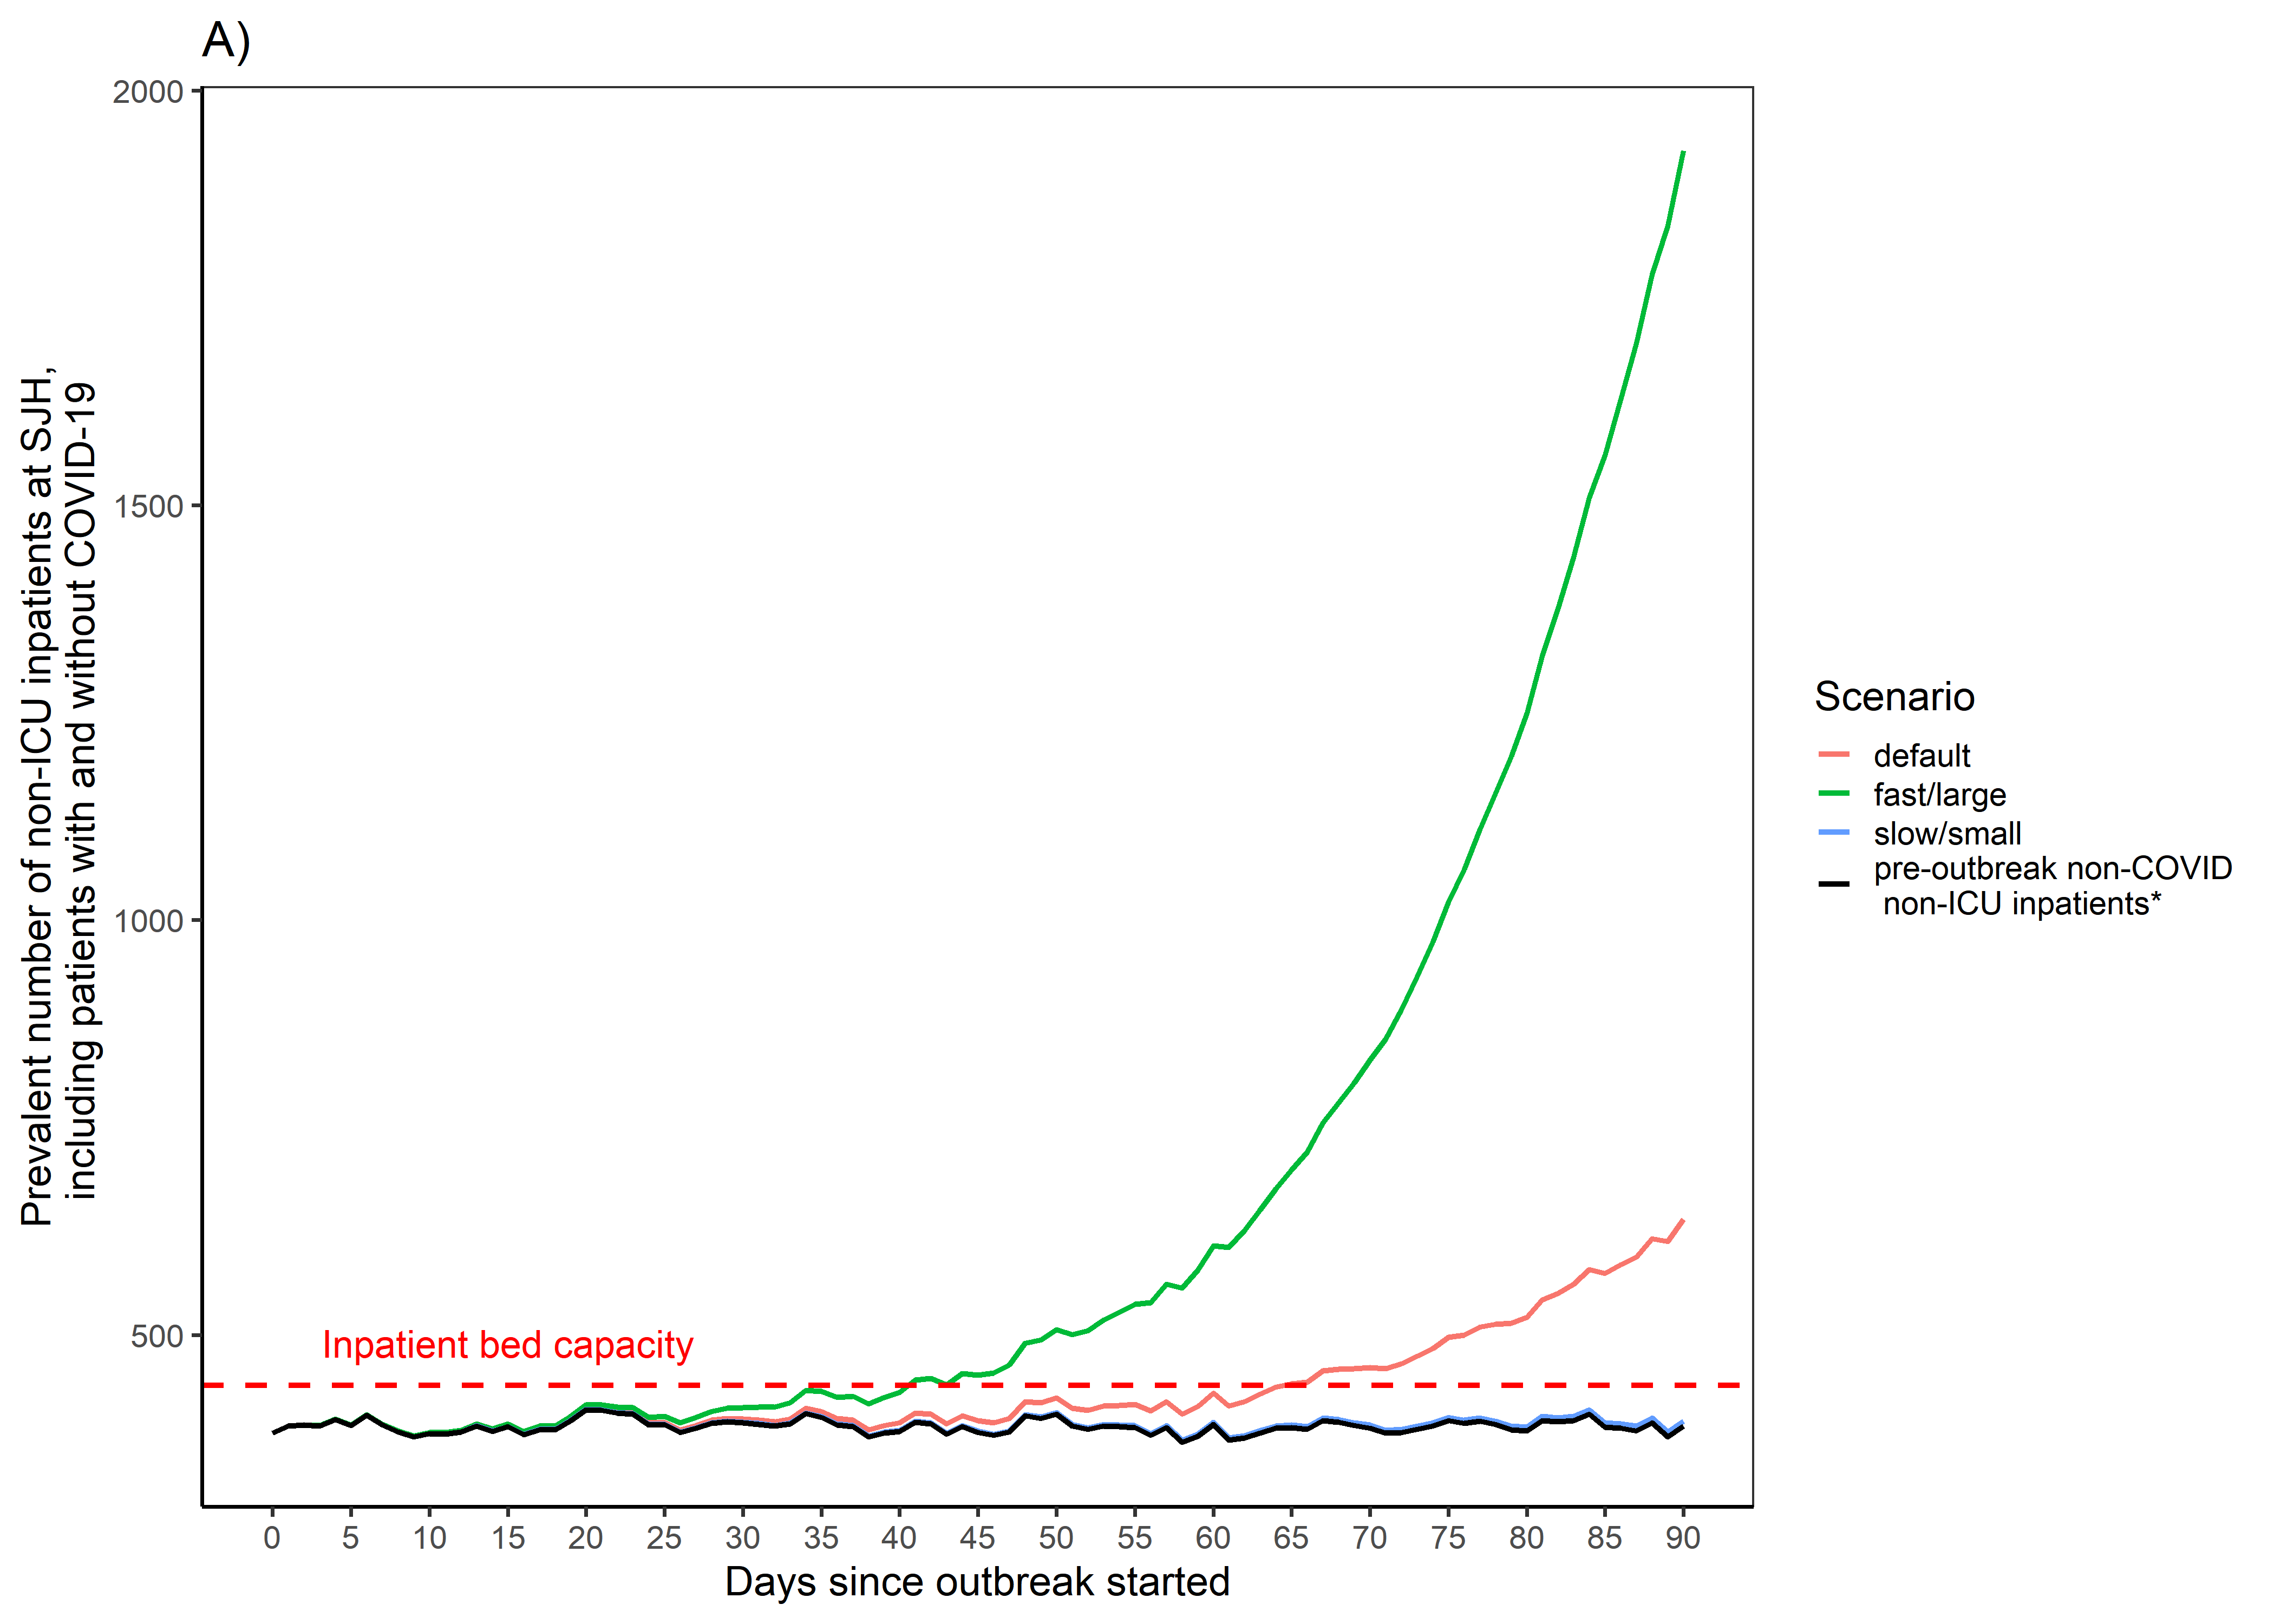 A)
Prevalent number of non-ICU inpatients at SJH,
including patients with and without COVID-19
2000
1500
1000
500
Inpatient bed capacity
0 5 10 15 20 25 30 35 40 45 50 55 60 65 70 75 80 85 90
Days since outbreak started
Scenario
default
fast/large
slow/small
pre-outbreak non-COVID
non-ICU inpatients*